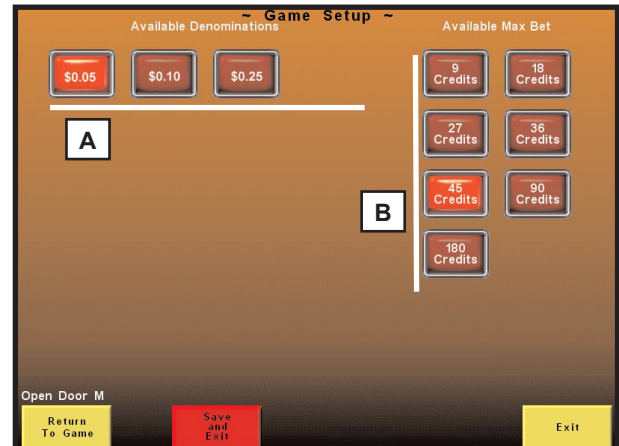 ~ Game Setup ~
Available Denominations
Available Max Bet
$0.05
$0.10
$0.25
A
9
Credits
18
Credits
27
Credits
36
Credits
45
Credits
90
Credits
B
180
Credits
Open Door M
Return
To Game
Save
and
Exit
Exit